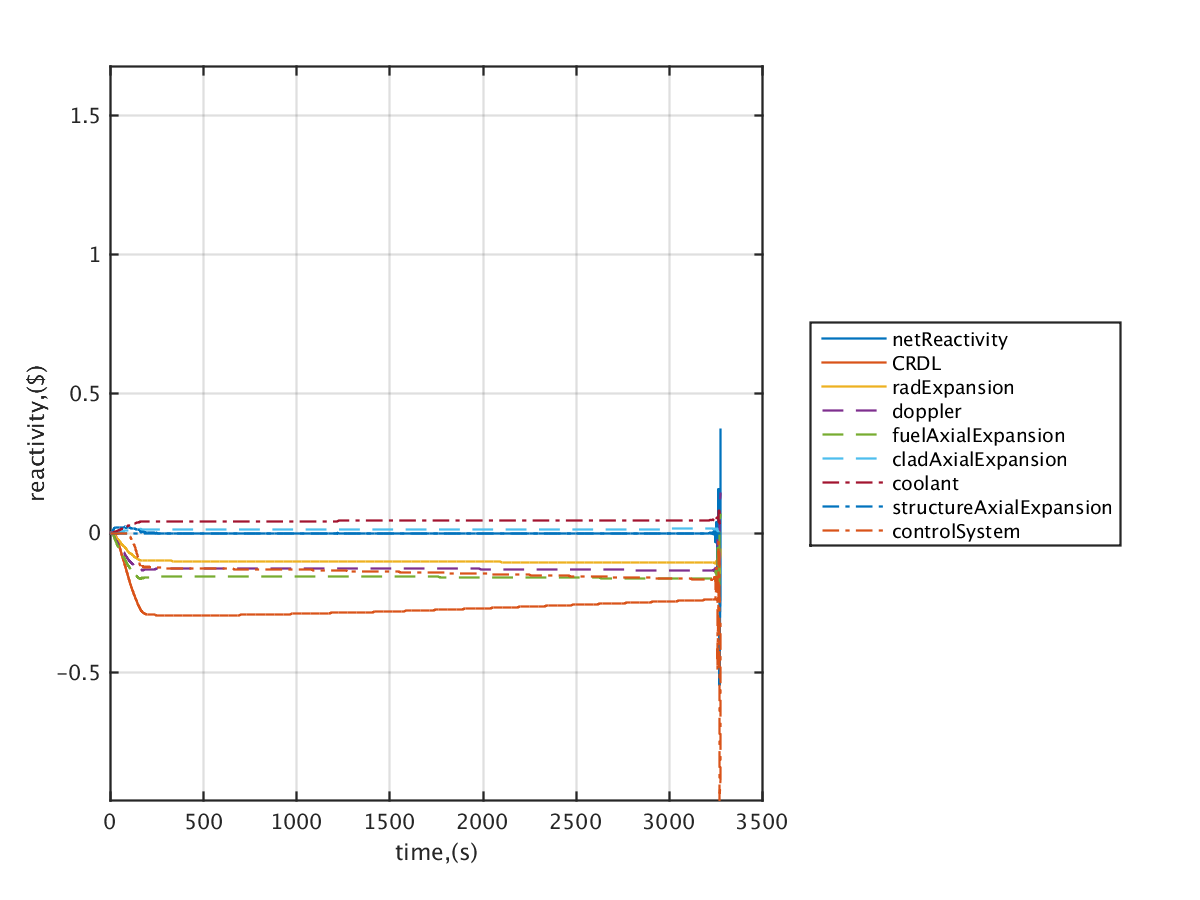 1.5
1
0.5
0
−0.5
reactivity,($)
0 500 1000 1500 2000 2500 3000 3500
time,(s)
netReactivity
CRDL
radExpansion
doppler
fuelAxialExpansion
cladAxialExpansion
coolant
structureAxialExpansion
controlSystem